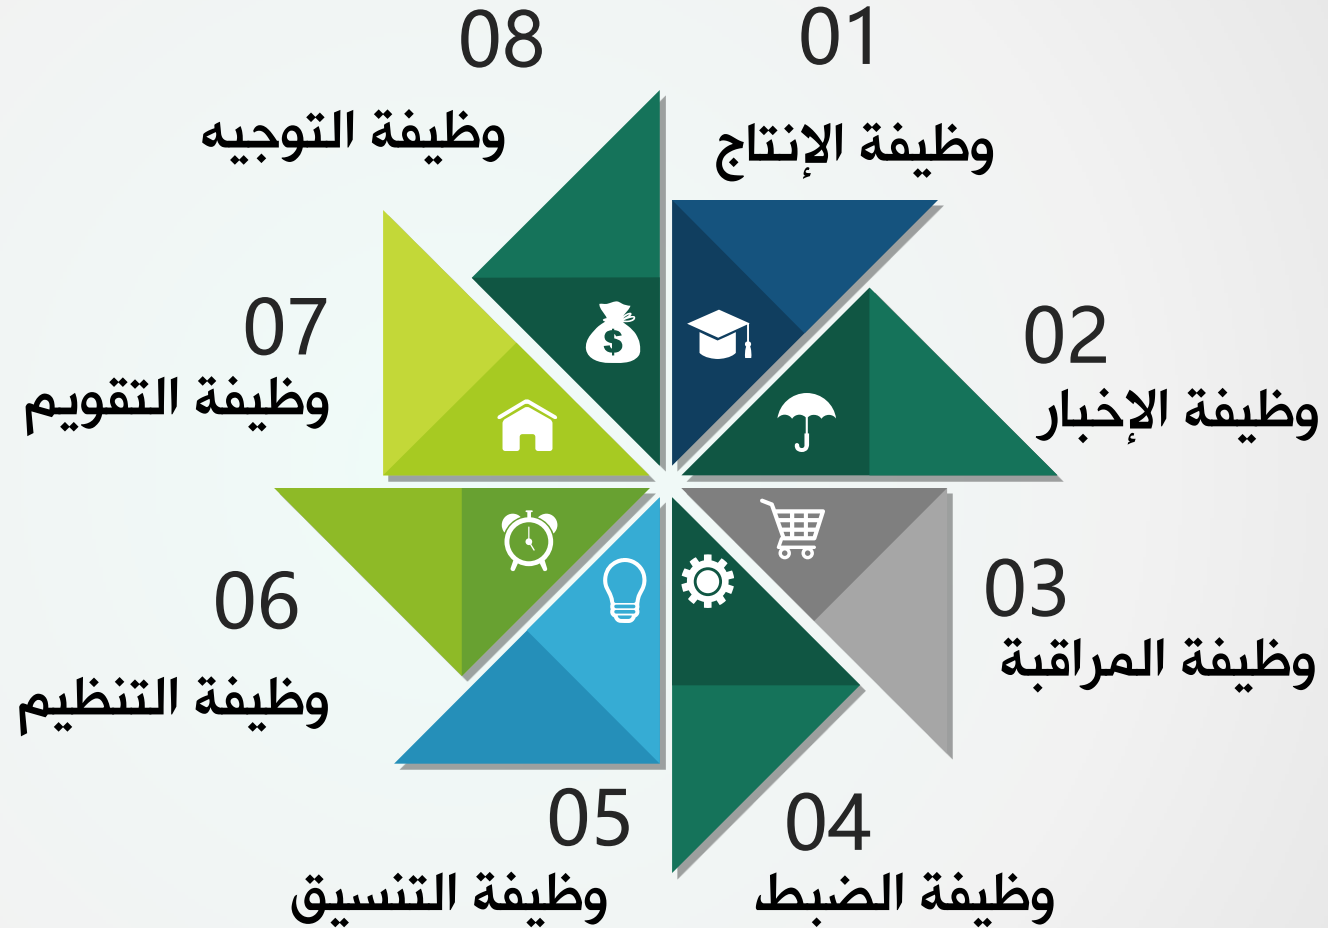 01
وظيفة الإنتاج
02
وظيفة الإخبار
03
وظيفة المراقبة
04
وظيفة الضبط
05
وظيفة التنسيق
06
وظيفة التنظيم
07
وظيفة التقويم
08
وظيفة التوجيه
$